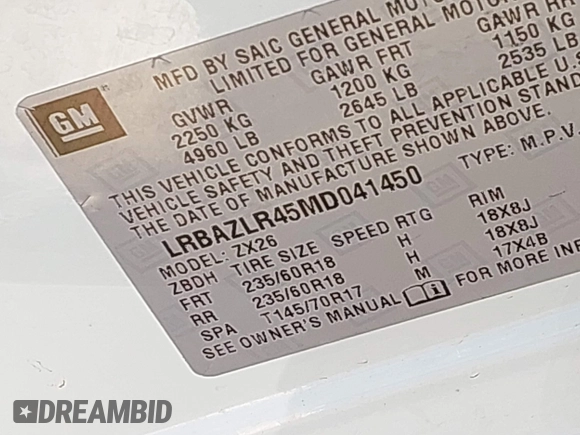 GM
MFD BY SAIC GENERAL MOTO
LIMITED FOR GENERAL MOTOR
GVWR GAWR FRT GAWR RR
2250 KG 1200 KG 1150 KG
4960 LB 2645 LB 2535 LB
THIS VEHICLE CONFORMS TO ALL APPLICABLE U.S
VEHICLE SAFETY AND THEFT PREVENTION STAN
THE DATE OF MANUFACTURE SHOWN ABOVE.
LRBAZLR45MD041450 TYPE: M.P.V.
MODEL: ZX26
ZBDH TIRE SIZE SPEED RTG RIM
FRT 235/60R18 H 18X8J
RR 235/60R18 H 18X8J
SPA T145/70R17 M 17X4B
SEE OWNER'S MANUAL FOR MORE INF
DREAMBID